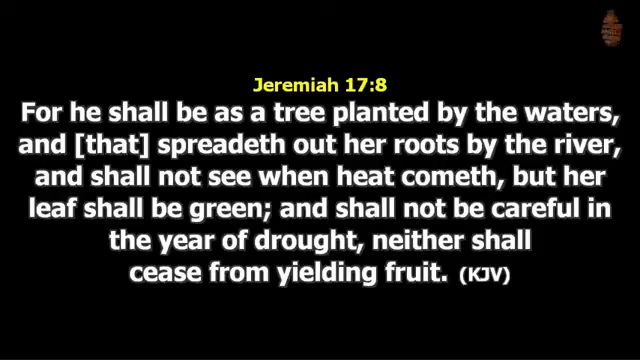 Jeremiah 17:8
For he shall be as a tree planted by the waters,
and [that] spreadeth out her roots by the river,
and shall not see when heat cometh, but her
leaf shall be green; and shall not be careful in
the year of drought, neither shall
cease from yielding fruit. (KJV)